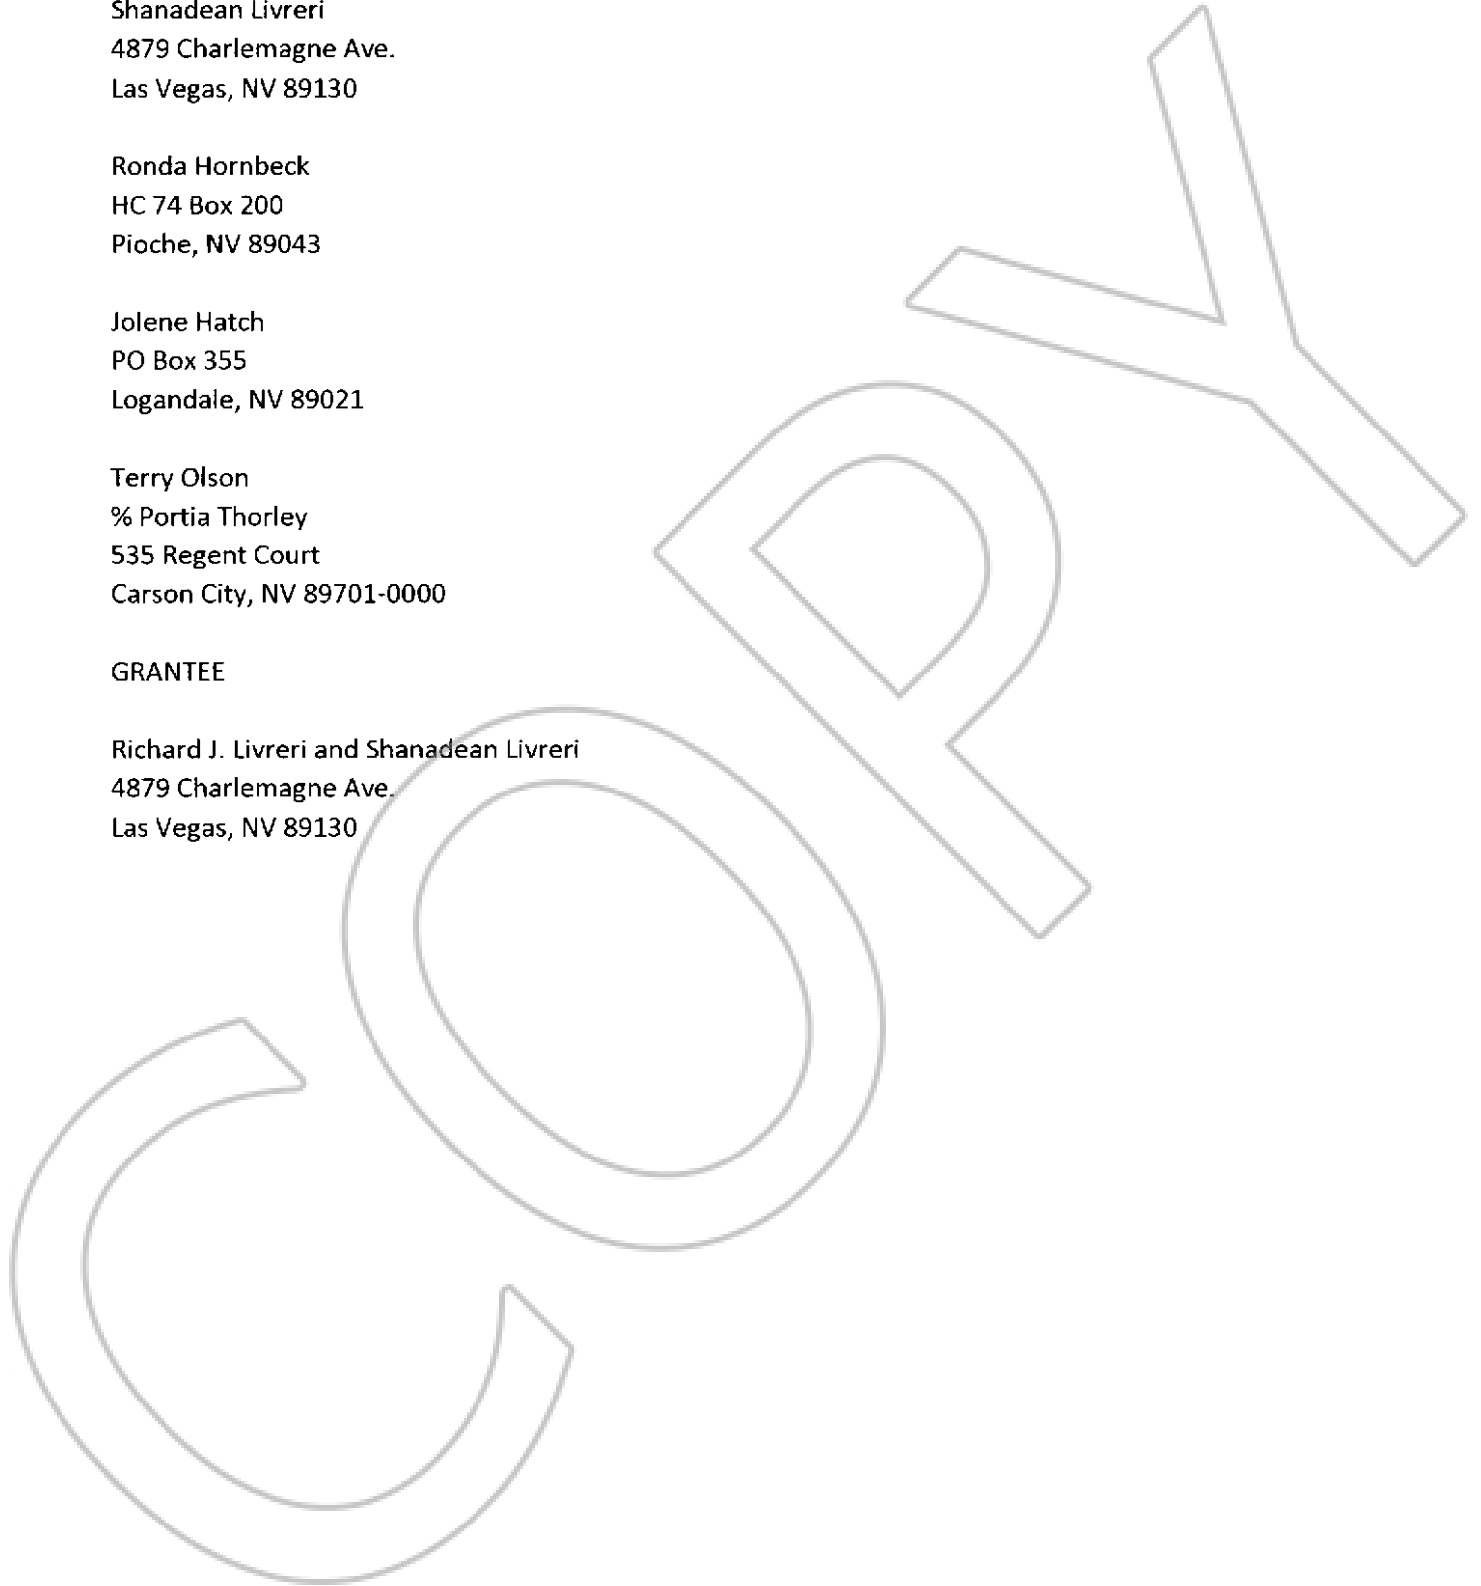 Shanadean Livreri
4879 Charlemagne Ave.
Las Vegas, NV 89130
Ronda Hornbeck
HC 74 Box 200
Pioche, NV 89043
Jolene Hatch
PO Box 355
Logandale, NV 89021
Terry Olson
% Portia Thorley
535 Regent Court
Carson City, NV 89701-0000
GRANTEE
Richard J. Livreri and Shanadean Livreri
4879 Charlemagne Ave.
Las Vegas, NV 89130
COPY